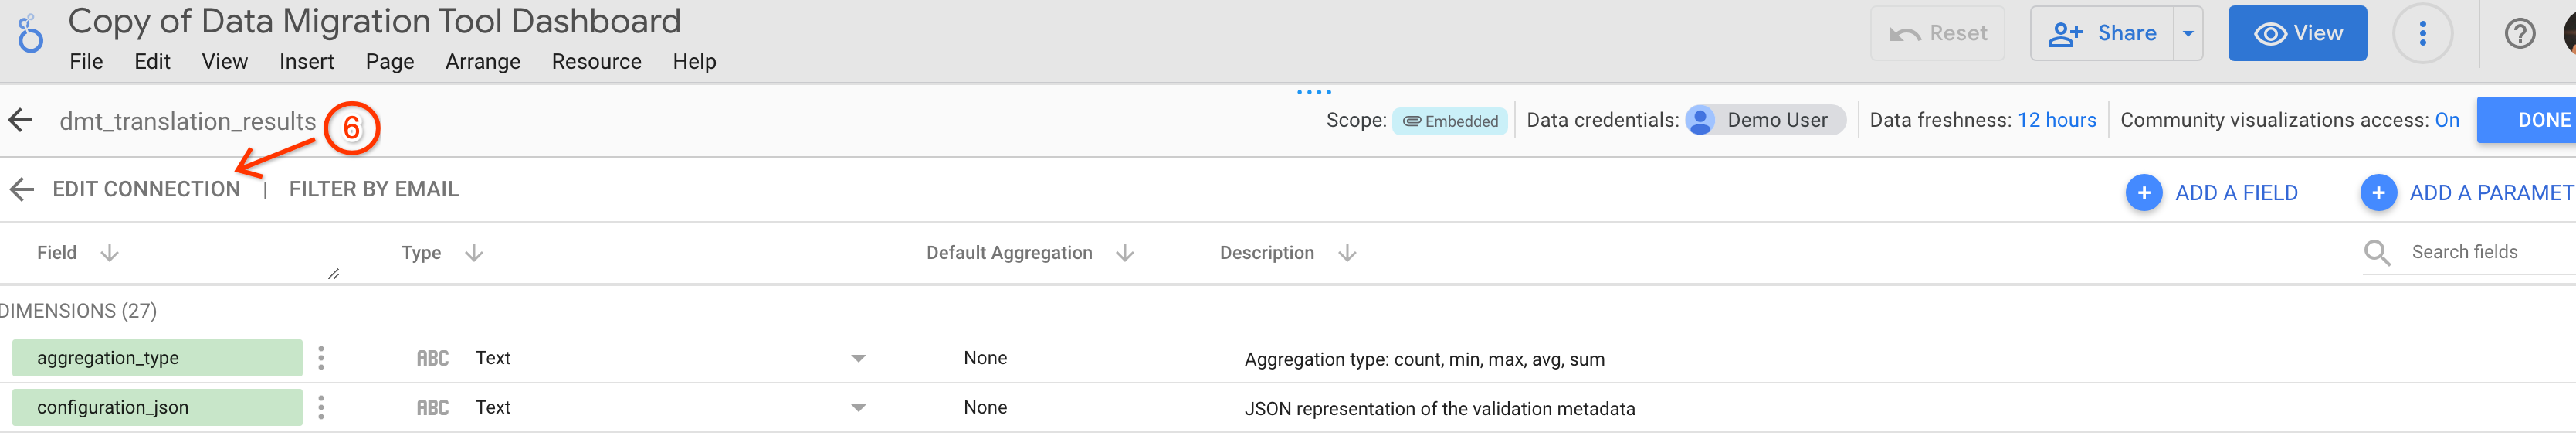 Copy of Data Migration Tool Dashboard
Reset
Share
View
File Edit View Insert Page Arrange Resource Help
dmt_translation_results
6
Scope: Embedded
Data credentials: Demo User
Data freshness: 12 hours
Community visualizations access: On
DONE
EDIT CONNECTION | FILTER BY EMAIL
ADD A FIELD
ADD A PARAMET
Field Type Default Aggregation Description Search fields
DIMENSIONS (27)
aggregation_type ABC Text None Aggregation type: count, min, max, avg, sum
configuration_json ABC Text None JSON representation of the validation metadata